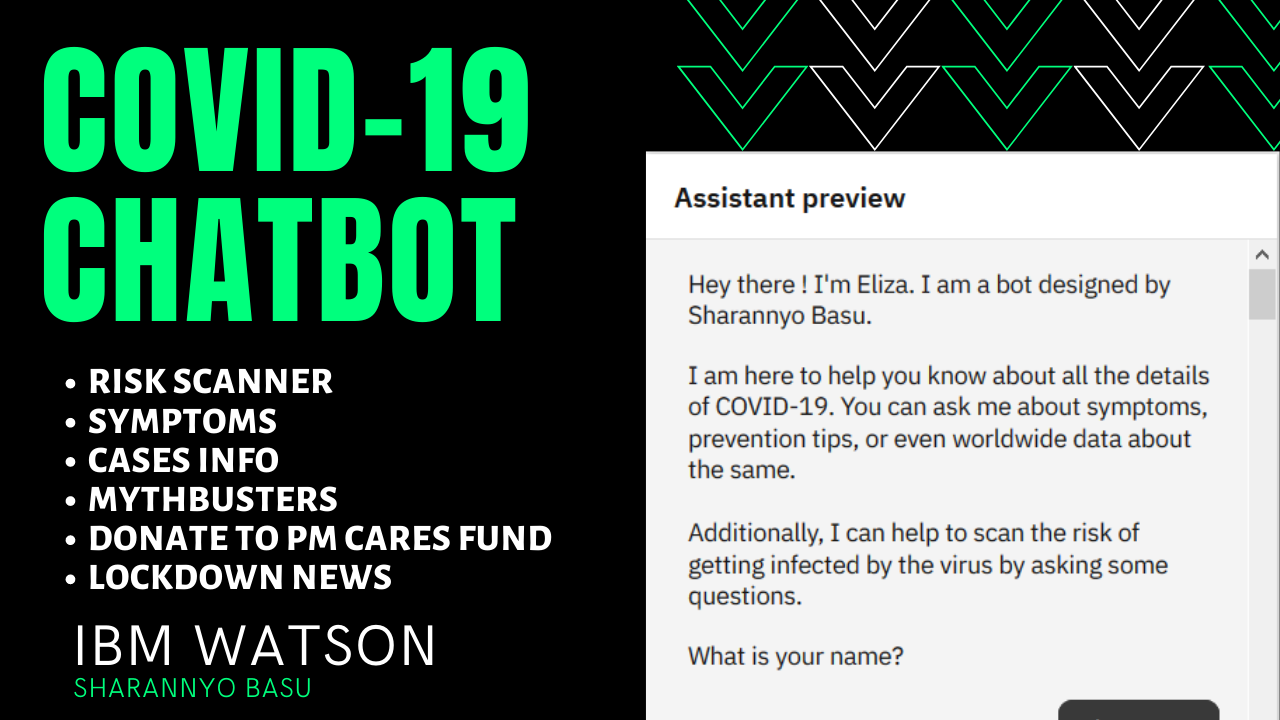 COVID-19
CHATBOT
• RISK SCANNER
• SYMPTOMS
• CASES INFO
• MYTHBUSTERS
• DONATE TO PM CARES FUND
• LOCKDOWN NEWS
IBM WATSON
SHARANNYO BASU
Assistant preview
Hey there ! I'm Eliza. I am a bot designed by
Sharannyo Basu.
I am here to help you know about all the details
of COVID-19. You can ask me about symptoms,
prevention tips, or even worldwide data about
the same.
Additionally, I can help to scan the risk of
getting infected by the virus by asking some
questions.
What is your name?